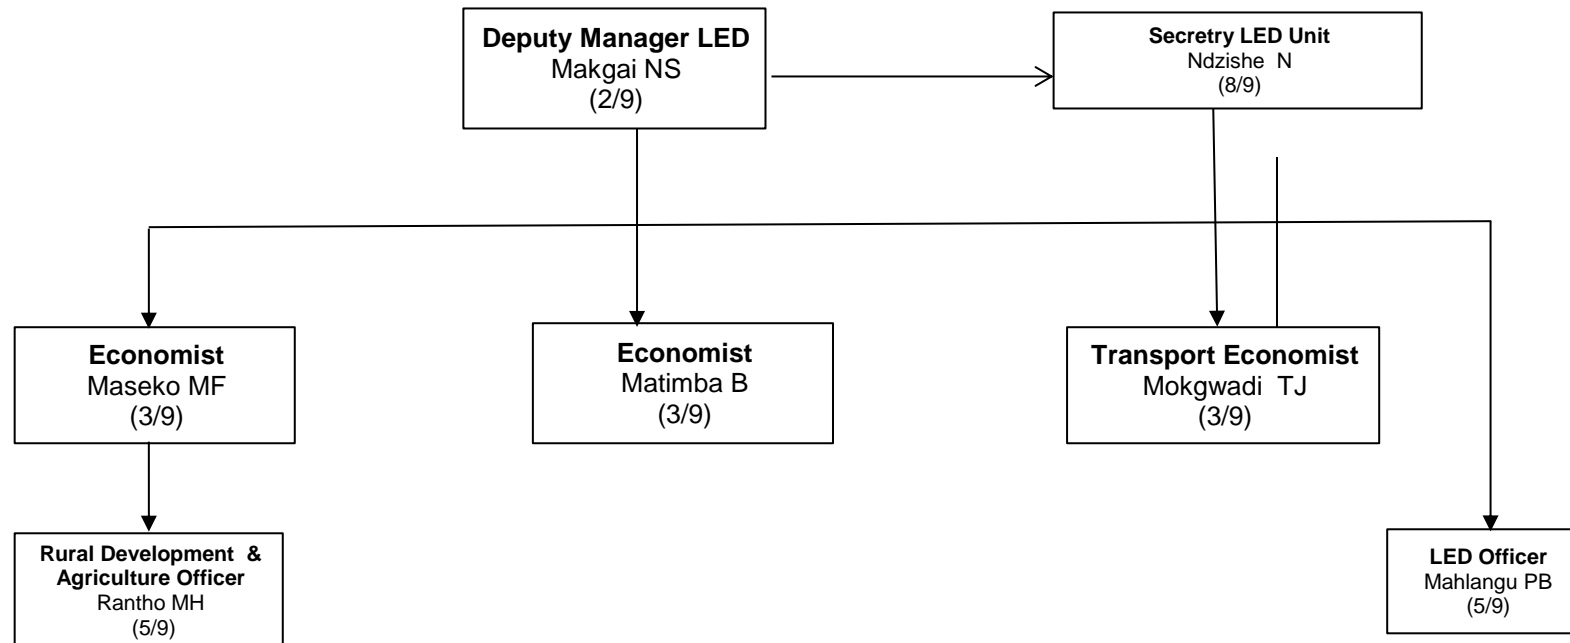 Deputy Manager LED
Makgai NS
(2/9)
Secretry LED Unit
Ndzishe N
(8/9)
Economist
Maseko MF
(3/9)
Economist
Matimba B
(3/9)
Transport Economist
Mokgwadi TJ
(3/9)
Rural Development &
Agriculture Officer
Rantho MH
(5/9)
LED Officer
Mahlangu PB
(5/9)